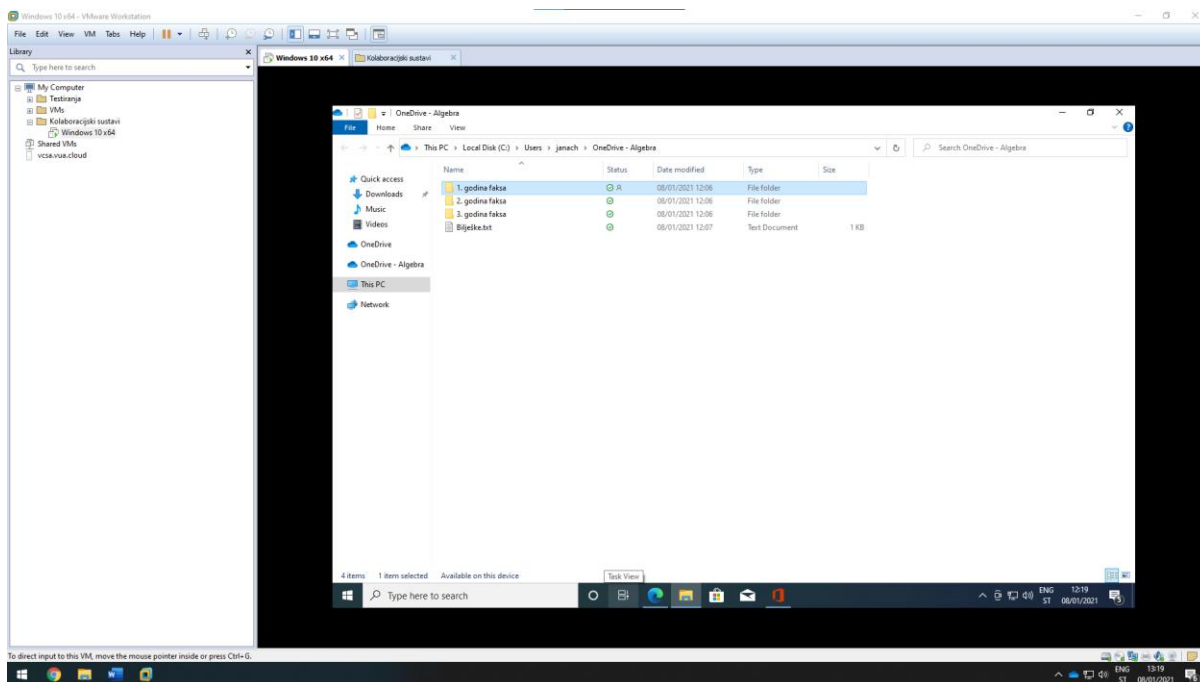 Windows 10 x64 - VMware Workstation
File Edit View VM Tabs Help
Library
Type here to search
My Computer
Testiranja
VMs
Kolaboracijski sustavi
Windows 10 x64
Shared VMs
vcsa.vua.cloud
Windows 10 x64 Kolaboracijski sustavi
OneDrive - Algebra
File Home Share View
This PC › Local Disk (C:) › Users › janach › OneDrive - Algebra
Search OneDrive - Algebra
Quick access
Downloads
Music
Videos
OneDrive
OneDrive - Algebra
This PC
Network
Name Status Date modified Type Size
1. godina faksa 08/01/2021 12:06 File folder
2. godina faksa 08/01/2021 12:06 File folder
3. godina faksa 08/01/2021 12:06 File folder
Bilješke.txt 08/01/2021 12:07 Text Document 1 KB
4 items 1 item selected Available on this device
Task View
Type here to search
ENG 12:19
ST 08/01/2021
To direct input to this VM, move the mouse pointer inside or press Ctrl+G.
ENG 13:19
ST 08/01/2021